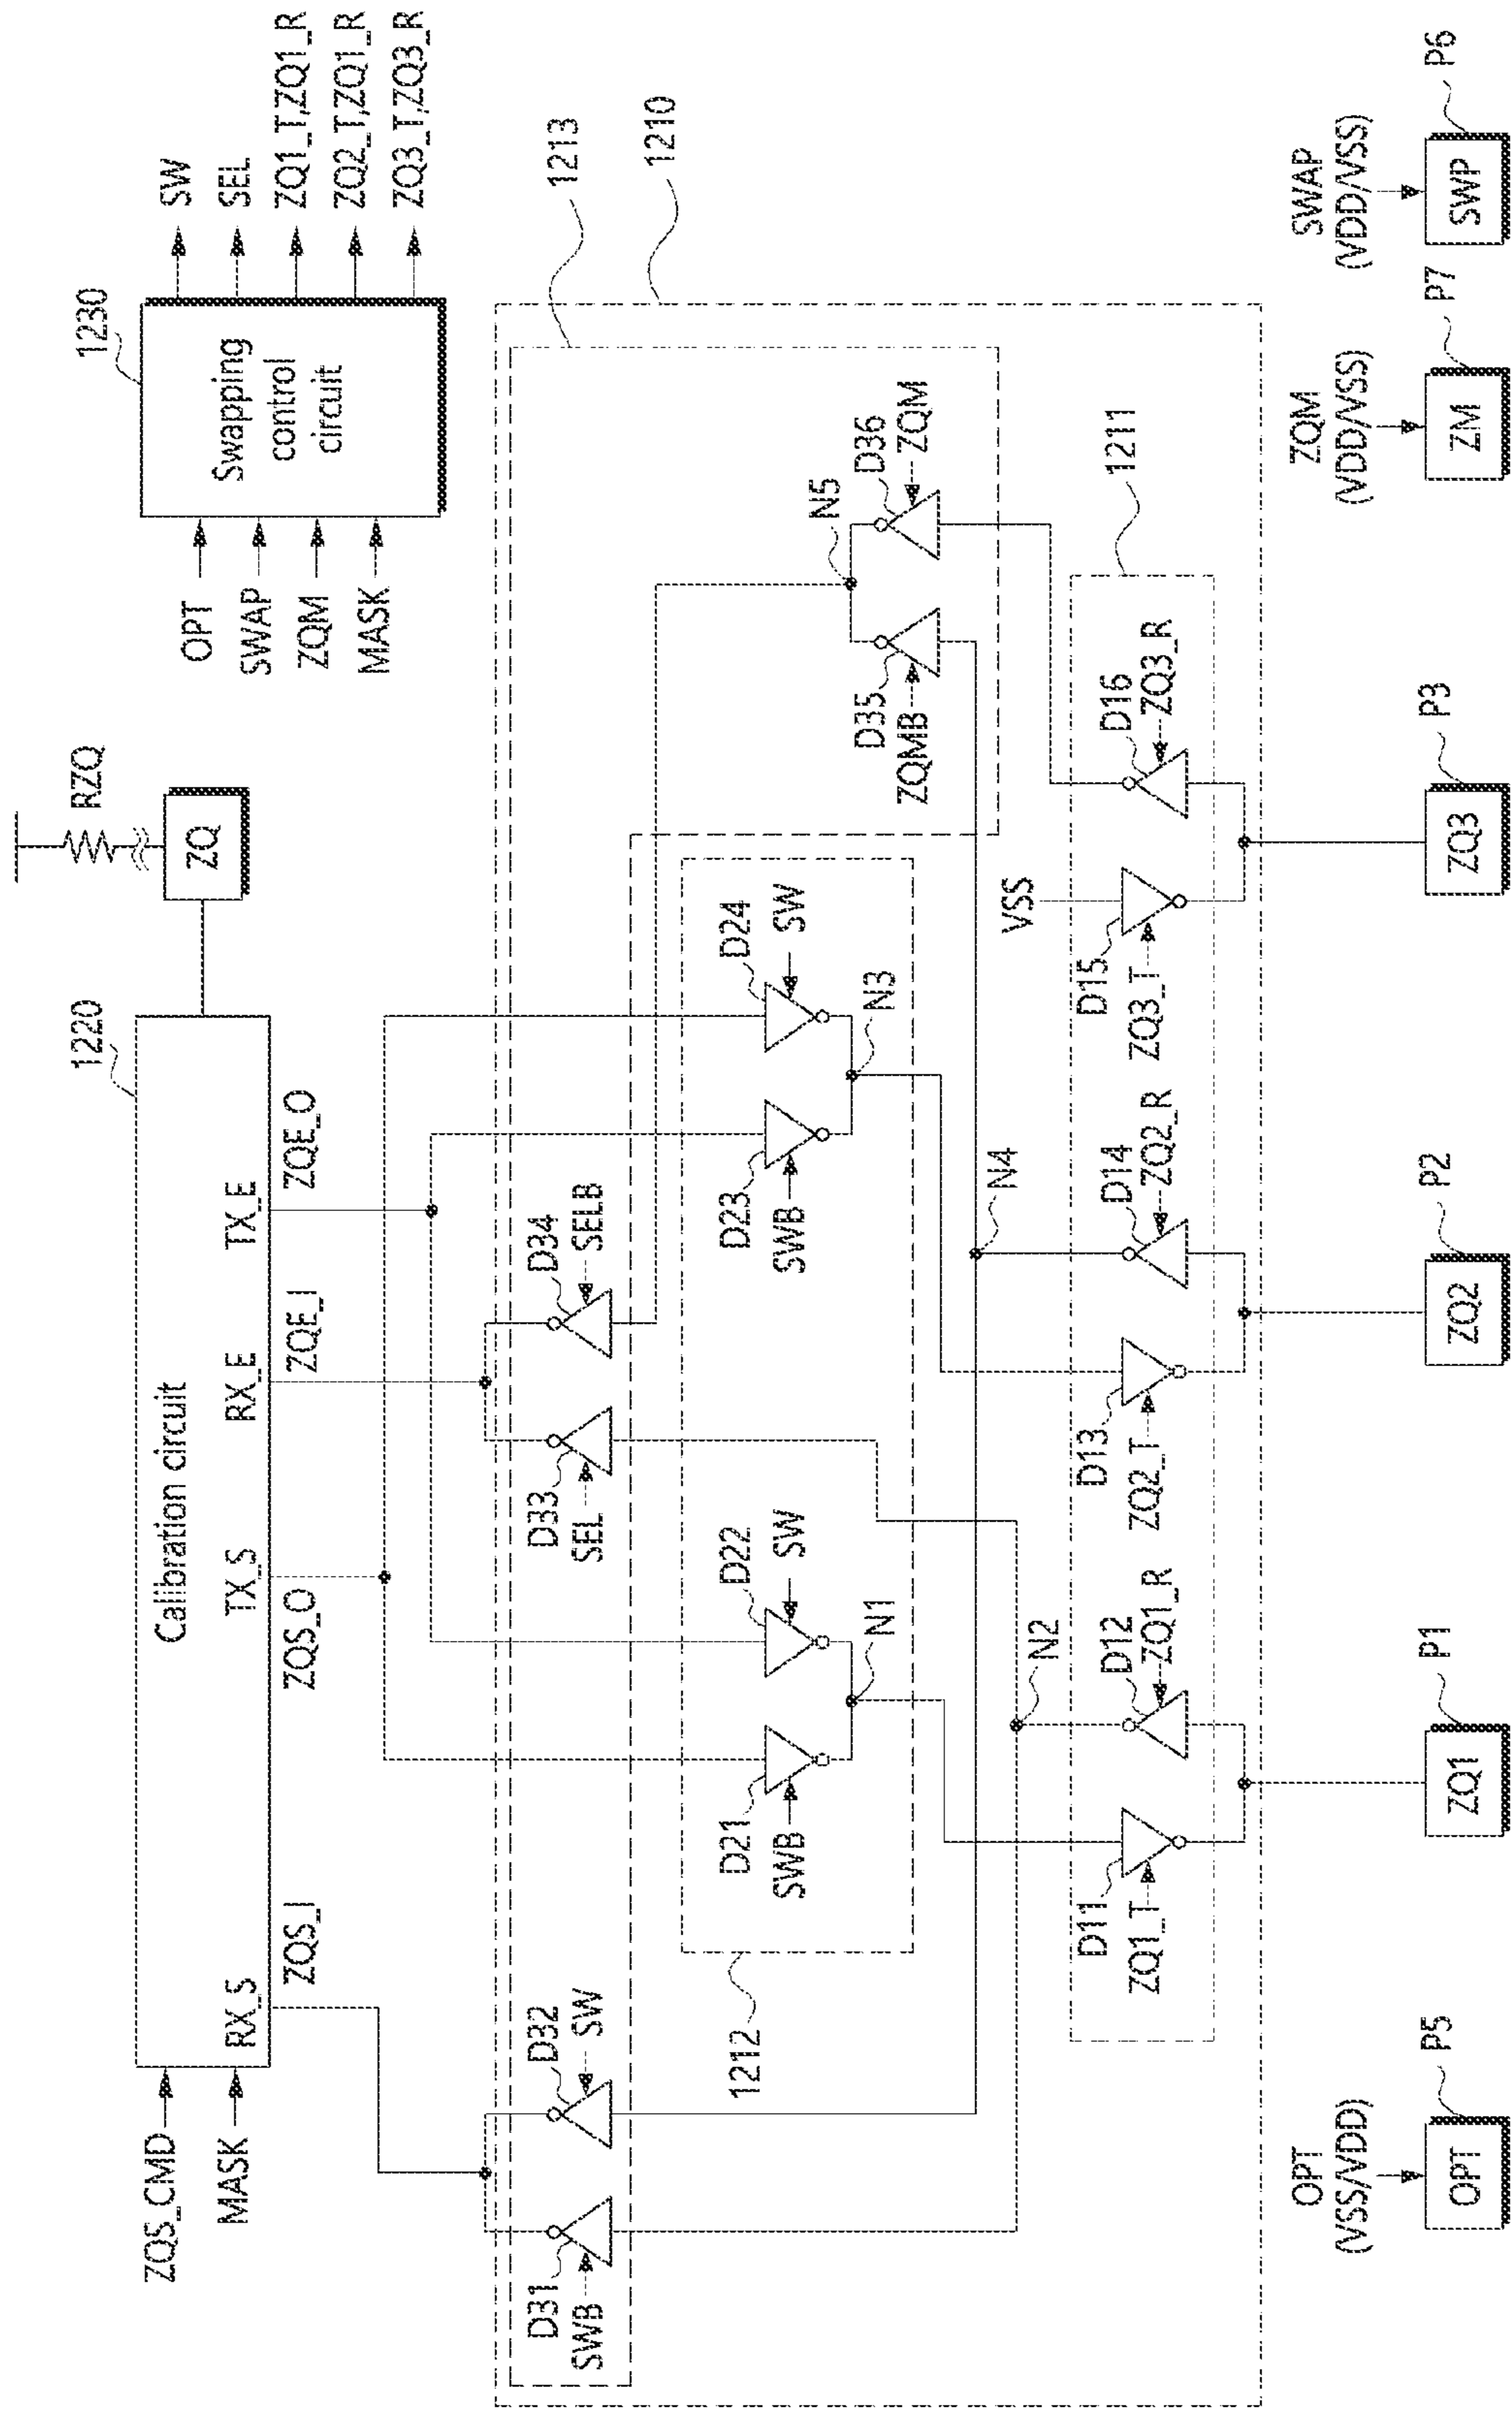 1220
Calibration circuit
ZQS_CMD
MASK
RX_S
TX_S
RX_E
TX_E
ZQS_I
ZQS_O
ZQE_I
ZQE_O
ZQ
RZQ
1230
Swapping
control
circuit
OPT
SWAP
ZQM
MASK
SW
SEL
ZQ1_T,ZQ1_R
ZQ2_T,ZQ1_R
ZQ3_T,ZQ3_R
1213
1210
D31
SWB
D32
SW
D33
SEL
D34
SELB
1212
D21
SWB
D22
SW
N1
D23
SWB
D24
SW
N3
D35
ZQMB
N5
D36
ZQM
N2
N4
1211
D11
ZQ1_T
D12
ZQ1_R
D13
ZQ2_T
D14
ZQ2_R
VSS
D15
ZQ3_T
D16
ZQ3_R
OPT
(VSS/VDD)
OPT
P5
ZQ1
P1
ZQ2
P2
ZQ3
P3
ZQM
(VDD/VSS)
ZM
P7
SWAP
(VDD/VSS)
SWP
P6